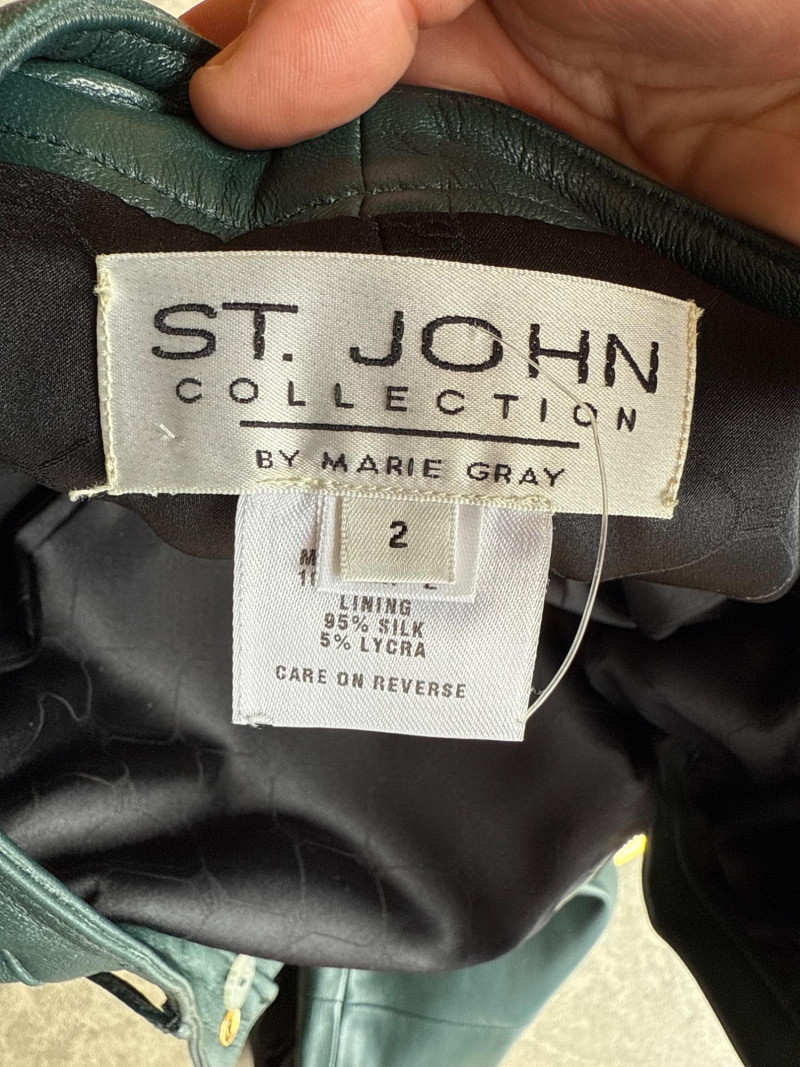 ST. JOHN
COLLECTION
BY MARIE GRAY
2
LINING
95% SILK
5% LYCRA
CARE ON REVERSE